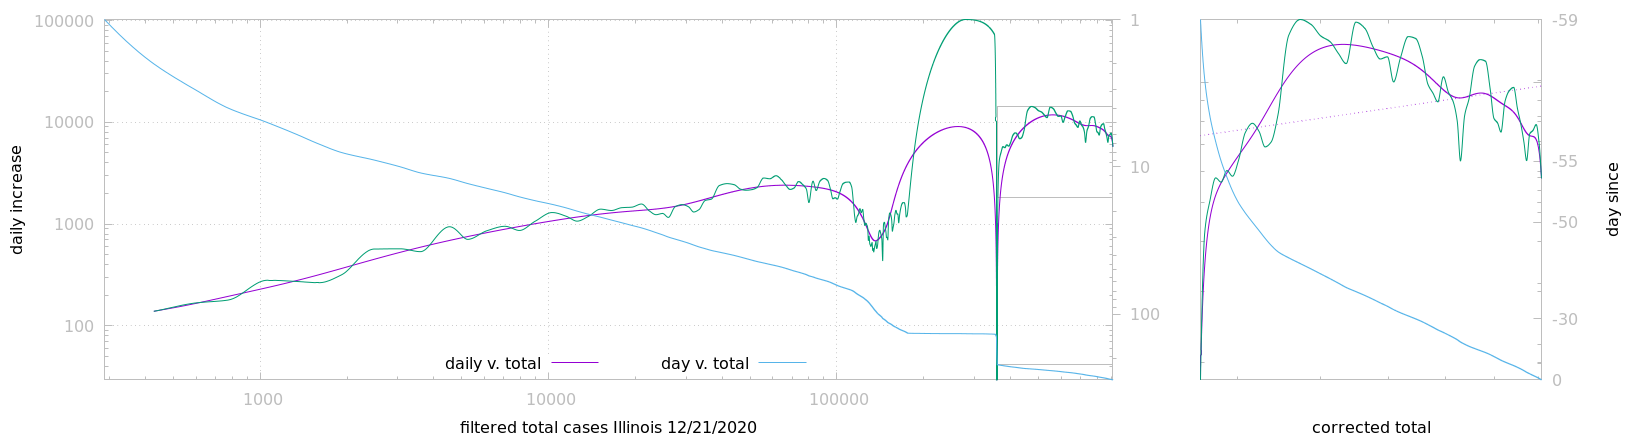 100000
10000
1000
100
daily increase
1000
10000
100000
filtered total cases Illinois 12/21/2020
daily v. total
day v. total
1
10
100
-59
-55
-50
-30
0
day since
corrected total